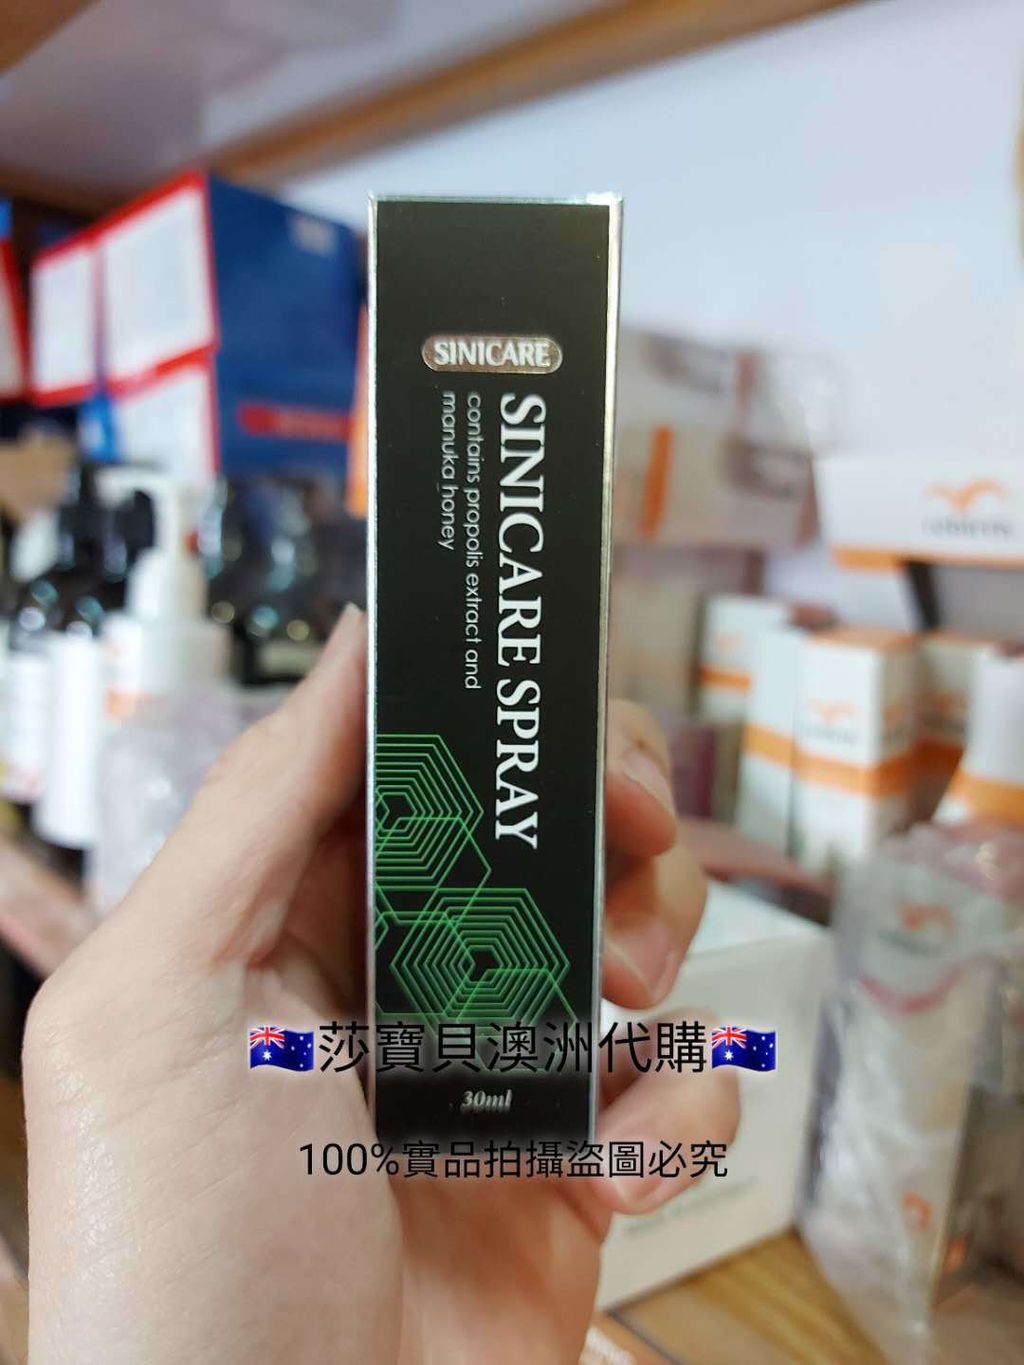 SINICARE
SINICARE SPRAY
contains propolis extract and
manuka honey
🇦🇺莎寶貝澳洲代購🇦🇺
30ml
100%實品拍攝盜圖必究